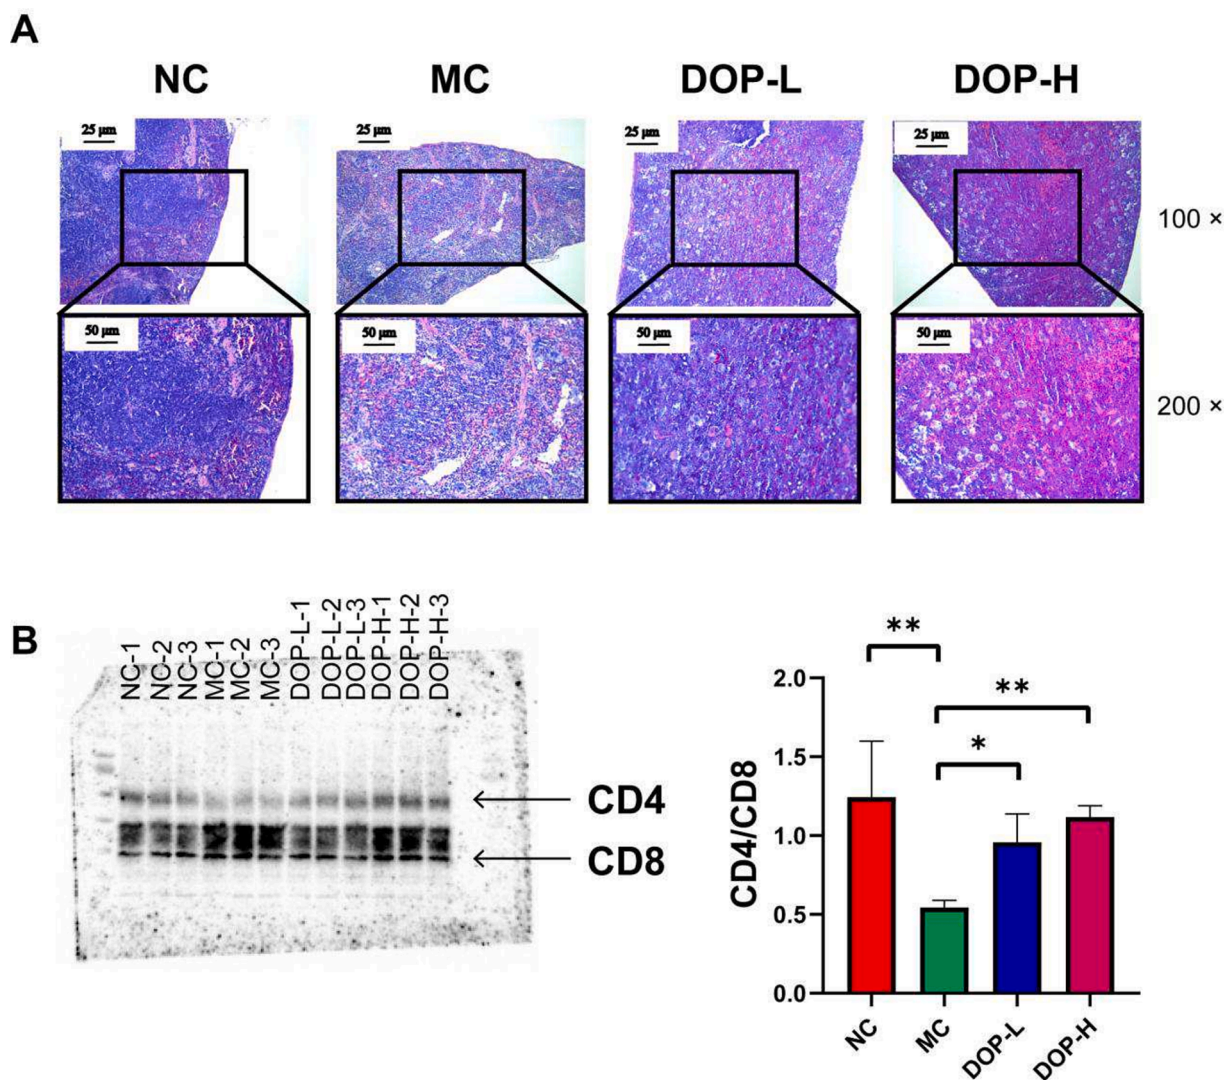 A
NC MC DOP-L DOP-H
25 μm 25 μm 25 μm 25 μm
100 ×
50 μm 50 μm 50 μm 50 μm
200 ×
B
NC-1 NC-2 NC-3 MC-1 MC-2 MC-3 DOP-L-1 DOP-L-2 DOP-L-3 DOP-H-1 DOP-H-2 DOP-H-3
CD4
CD8
**
**
*
CD4/CD8
2.0
1.5
1.0
0.5
0.0
NC MC DOP-L DOP-H